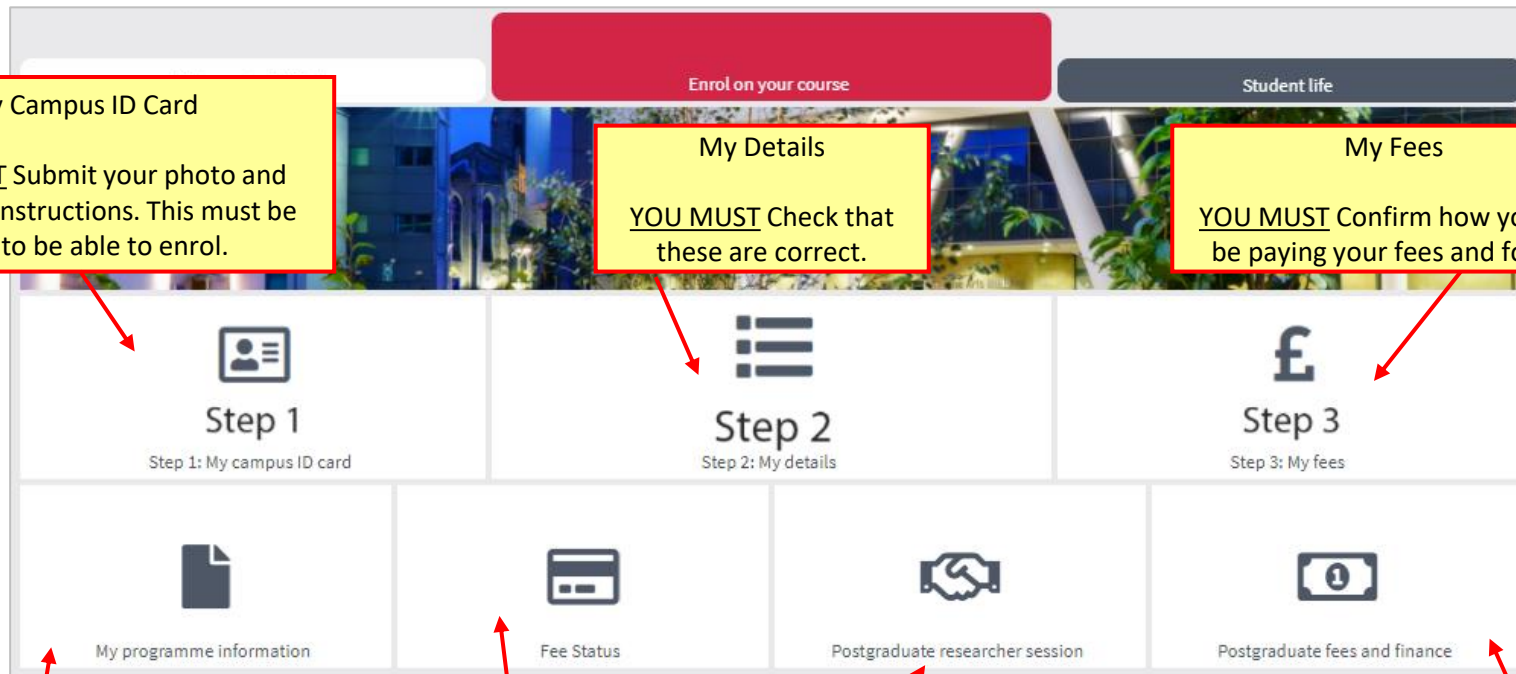 Enrol on your course
Student life
Campus ID Card
Submit your photo and
instructions. This must be
to be able to enrol.
My Details
YOU MUST Check that
these are correct.
My Fees
YOU MUST Confirm how
be paying your fees and
Step 1
Step 1: My campus ID card
Step 2
Step 2: My details
£
Step 3
Step 3: My fees
My programme information
Fee Status
Postgraduate researcher session
1
Postgraduate fees and finance